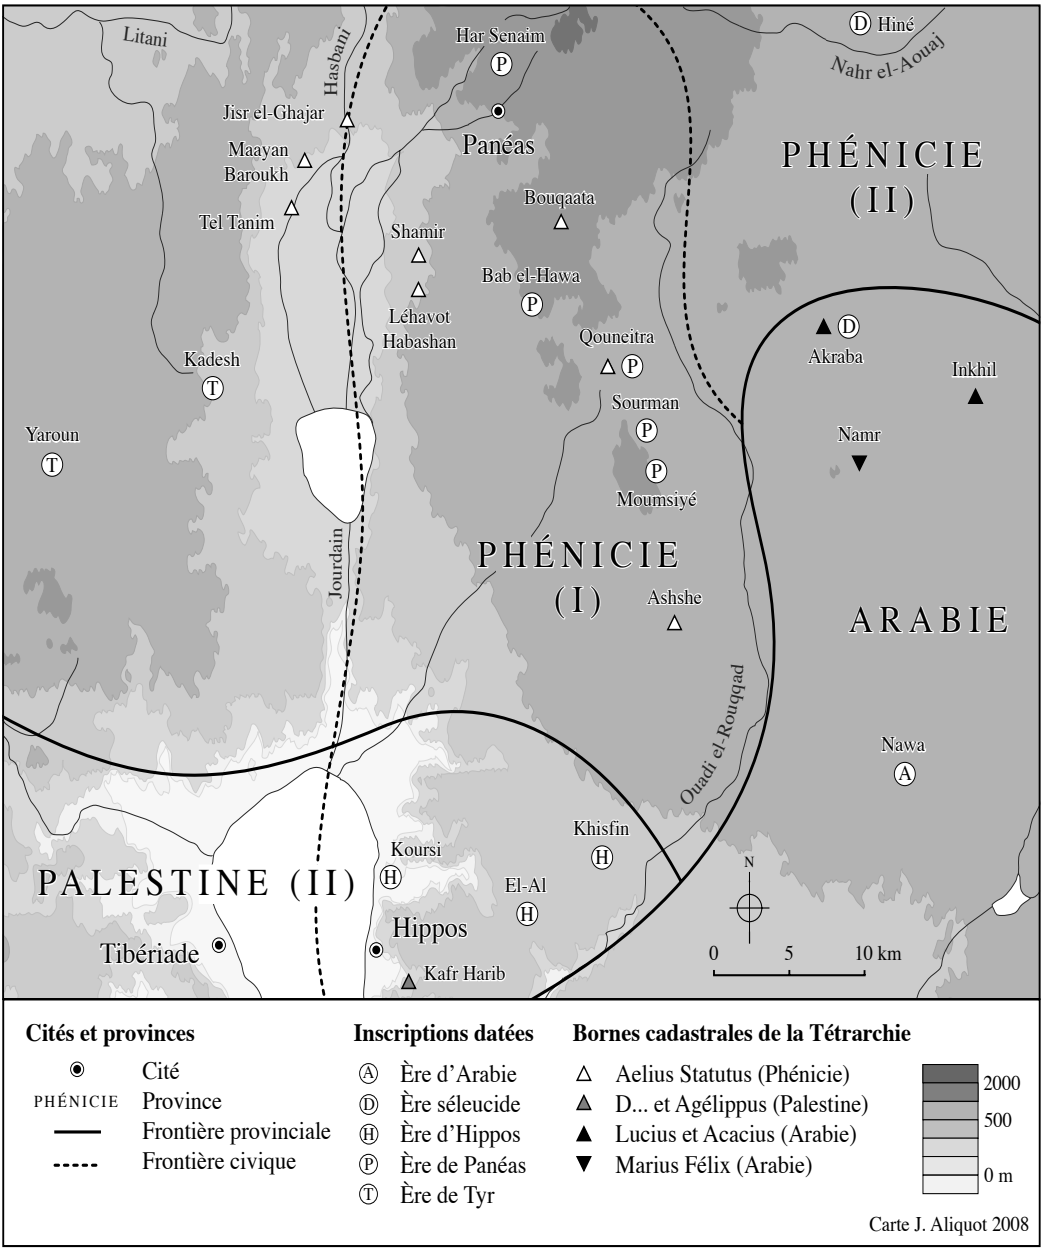 Litani
Hasbani
Har Senaim
P
D Hiné
Nahr el-Aouaj
Jisr el-Ghajar
Panéas
Maayan
Baroukh
PHÉNICIE
(II)
Bouqaata
Tel Tanim
Shamir
Bab el-Hawa
P
Léhavot
Habashan
Qouneitra
P
D
Akraba
Kadesh
T
Inkhil
Sourman
P
Yaroun
T
Namr
P
Moumsiyé
Jourdain
PHÉNICIE
(I)
Ashshe
ARABIE
Ouadi el-Rouqqad
Nawa
A
Khisfin
H
Koursi
H
PALESTINE (II)
El-Al
H
N
Hippos
Tibériade
Kafr Harib
0 5 10 km
Cités et provinces
Cité
PHÉNICIE Province
Frontière provinciale
Frontière civique
Inscriptions datées
A Ère d'Arabie
D Ère séleucide
H Ère d'Hippos
P Ère de Panéas
T Ère de Tyr
Bornes cadastrales de la Tétrarchie
Aelius Statutus (Phénicie)
D... et Agélippus (Palestine)
Lucius et Acacius (Arabie)
Marius Félix (Arabie)
2000
500
0 m
Carte J. Aliquot 2008